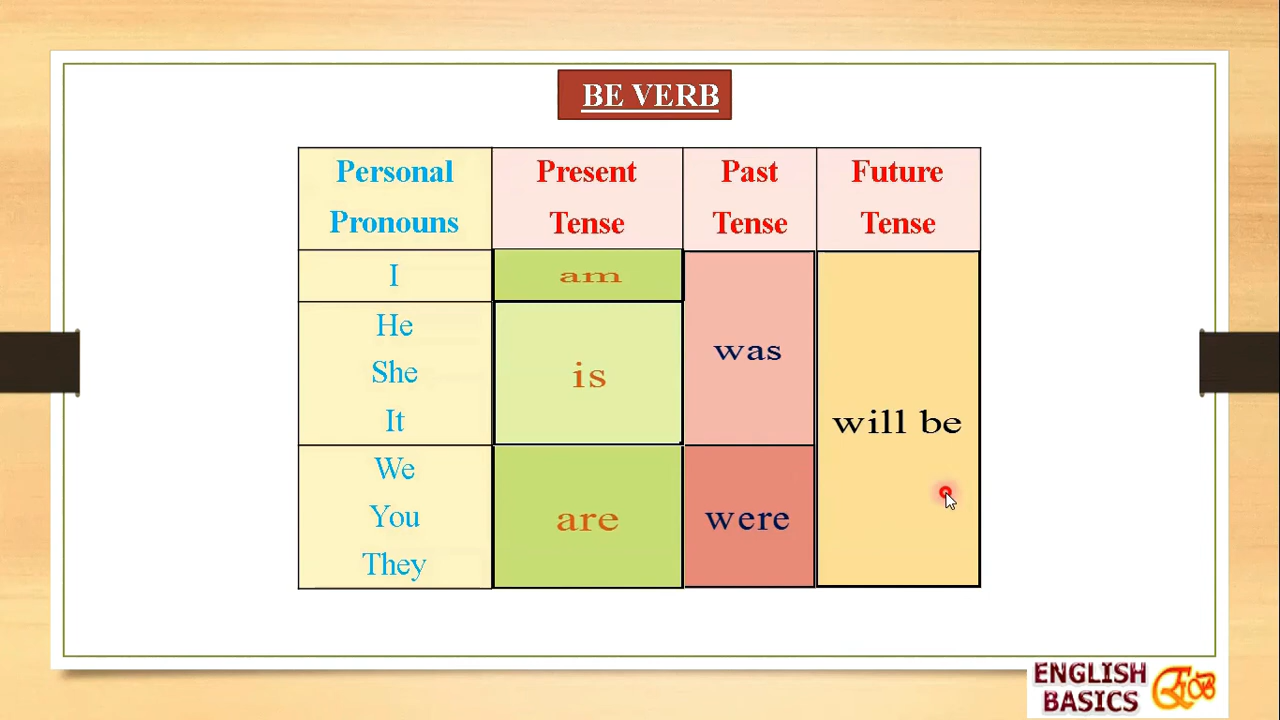 BE VERB
Personal Pronouns
Present Tense
Past Tense
Future Tense
I
am
was
will be
He
She
It
is
We
You
They
are
were
ENGLISH
BASICS
EB